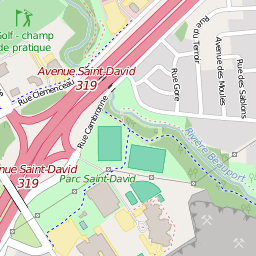 Golf - champ
de pratique
Rue du Terroir
Avenue des Moules
Rue des Sablons
Avenue Saint-David
319
Rue Gore
Rue Clemenceau
Rue Cambronne
Rivière Beauport
Avenue Saint-David
319
Parc Saint-David